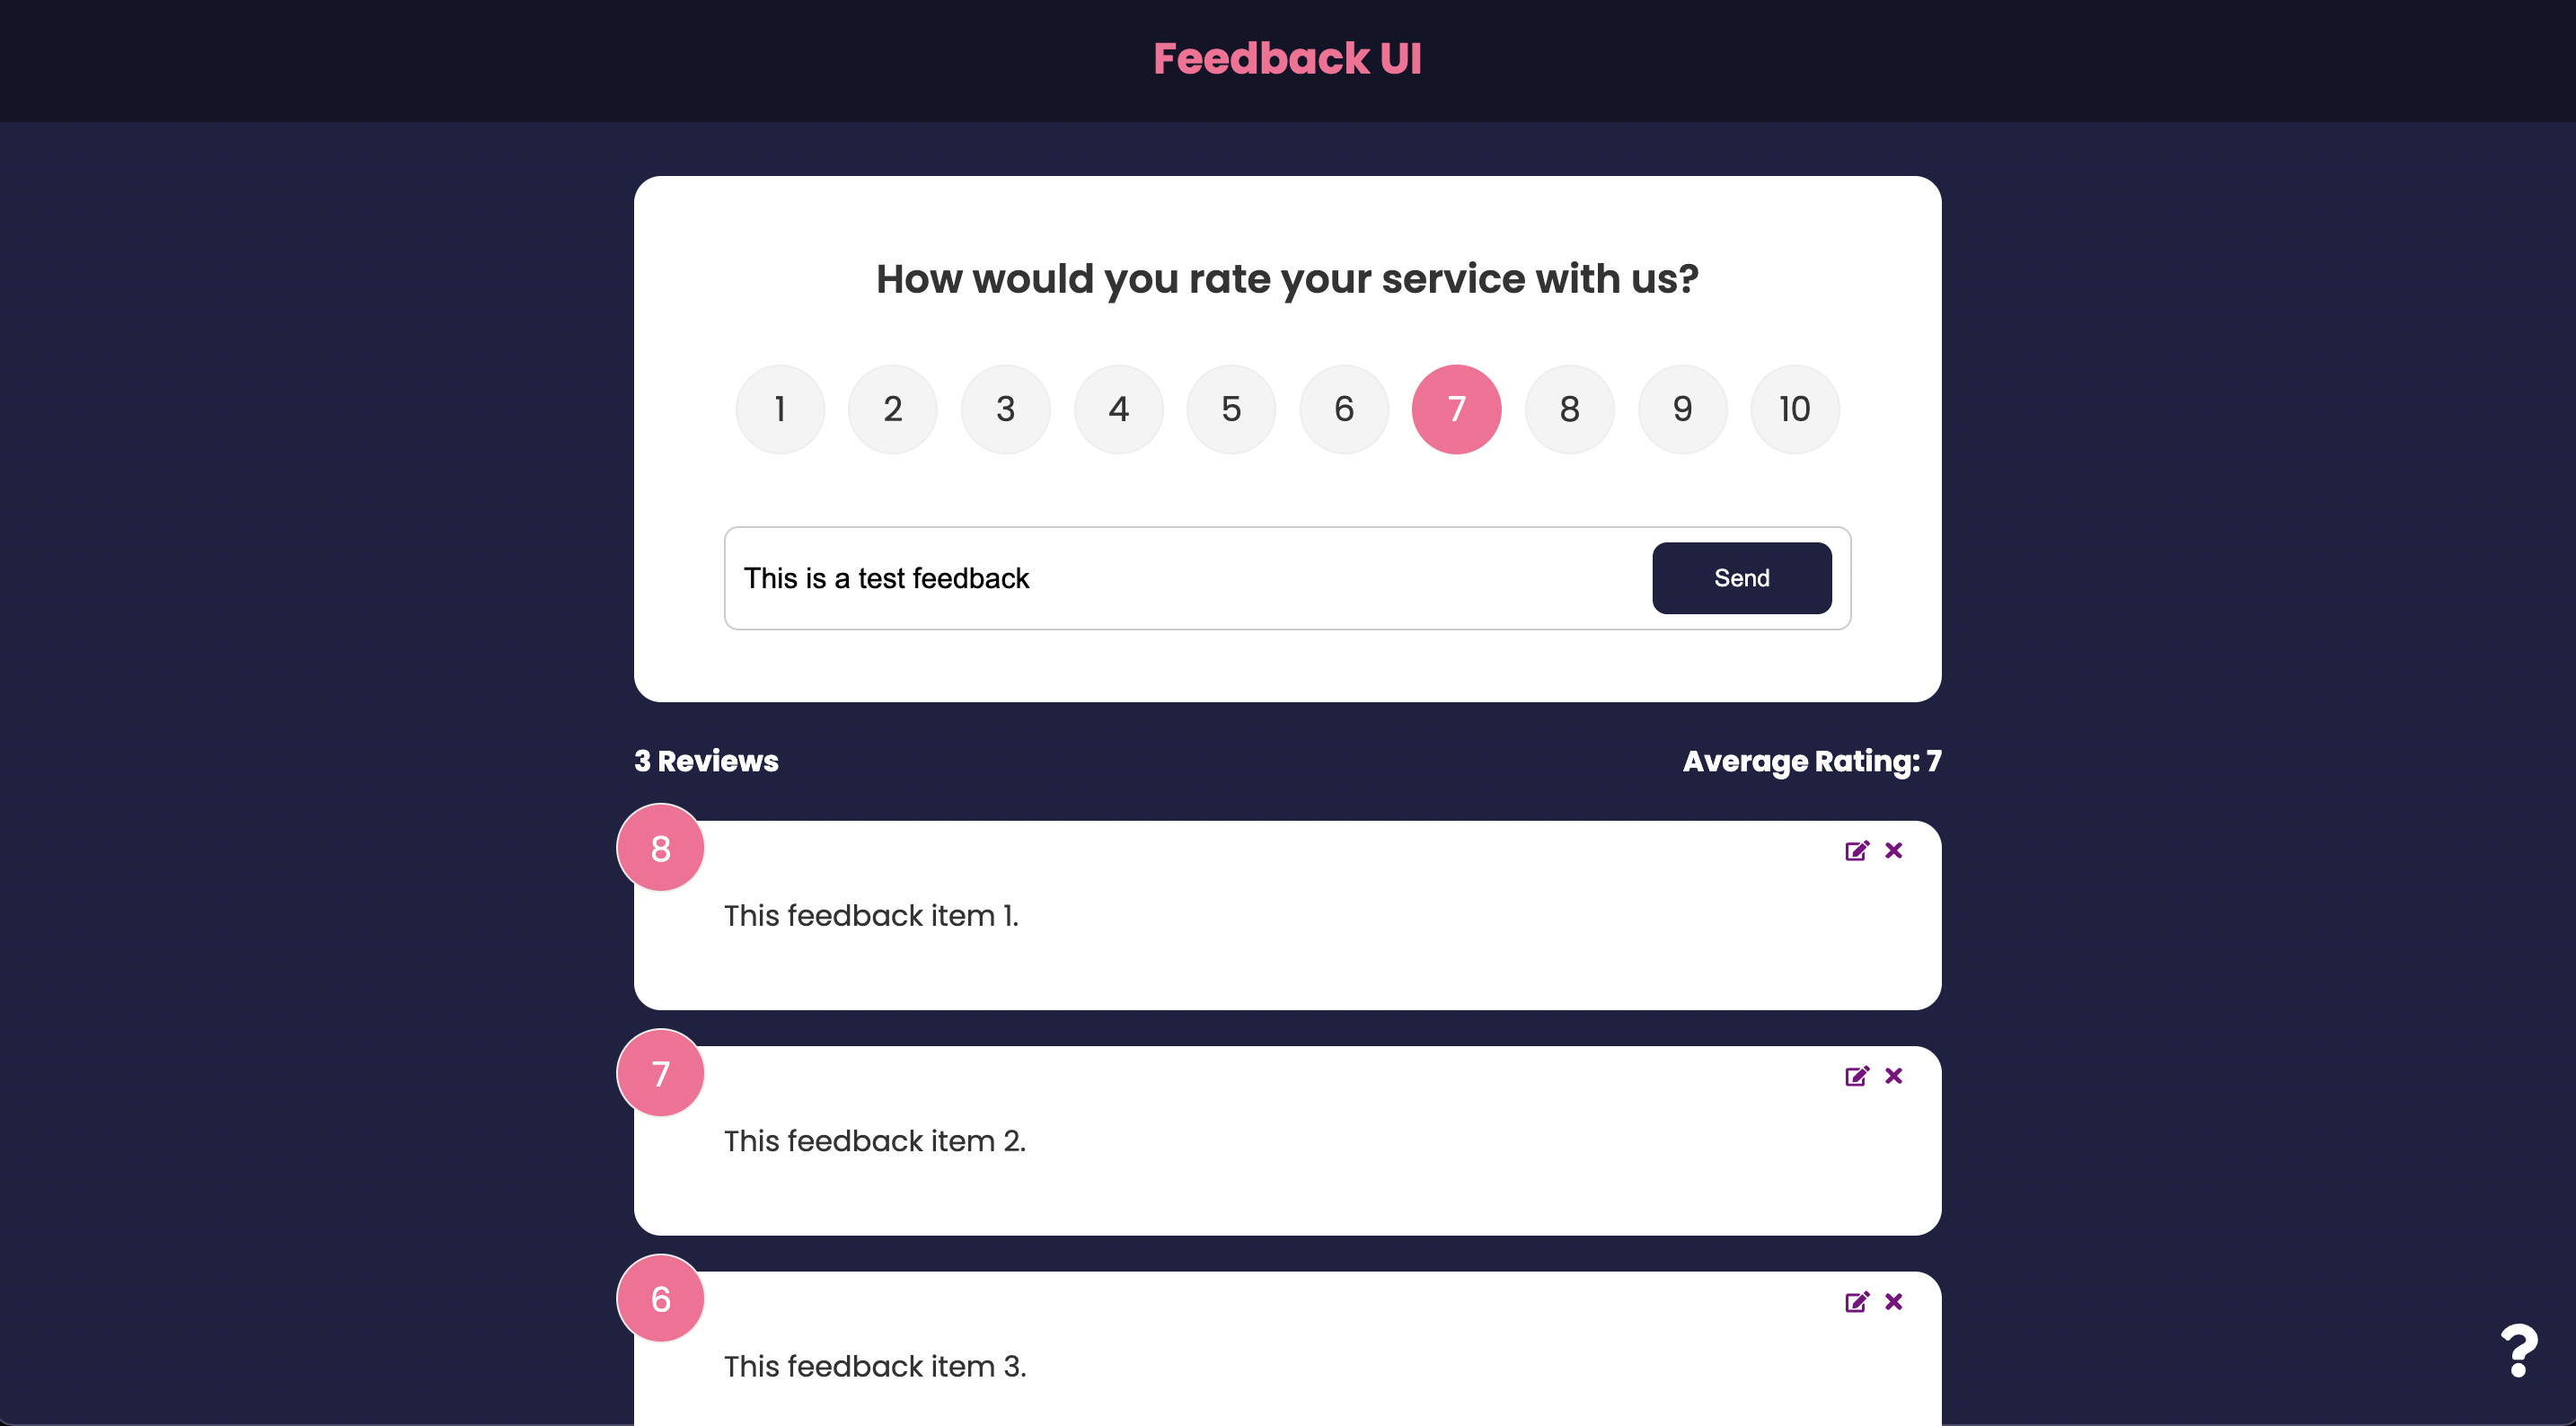 Feedback UI
How would you rate your service with us?
1 2 3 4 5 6 7 8 9 10
This is a test feedback Send
3 Reviews Average Rating: 7
8
This feedback item 1.
7
This feedback item 2.
6
This feedback item 3.
?